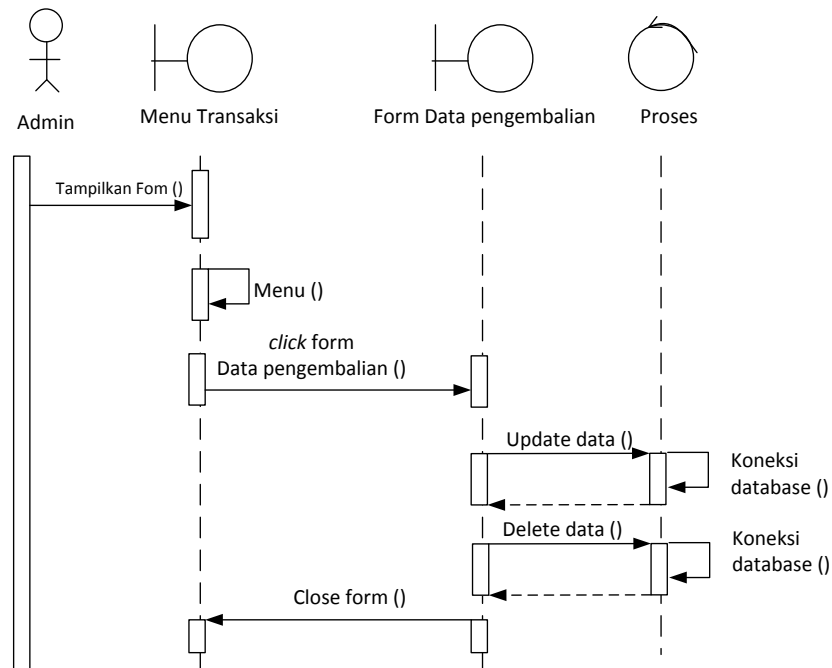 Admin
Menu Transaksi
Form Data pengembalian
Proses
Tampilkan Fom ()
Menu ()
click form
Data pengembalian ()
Update data ()
Koneksi
database ()
Delete data ()
Koneksi
database ()
Close form ()